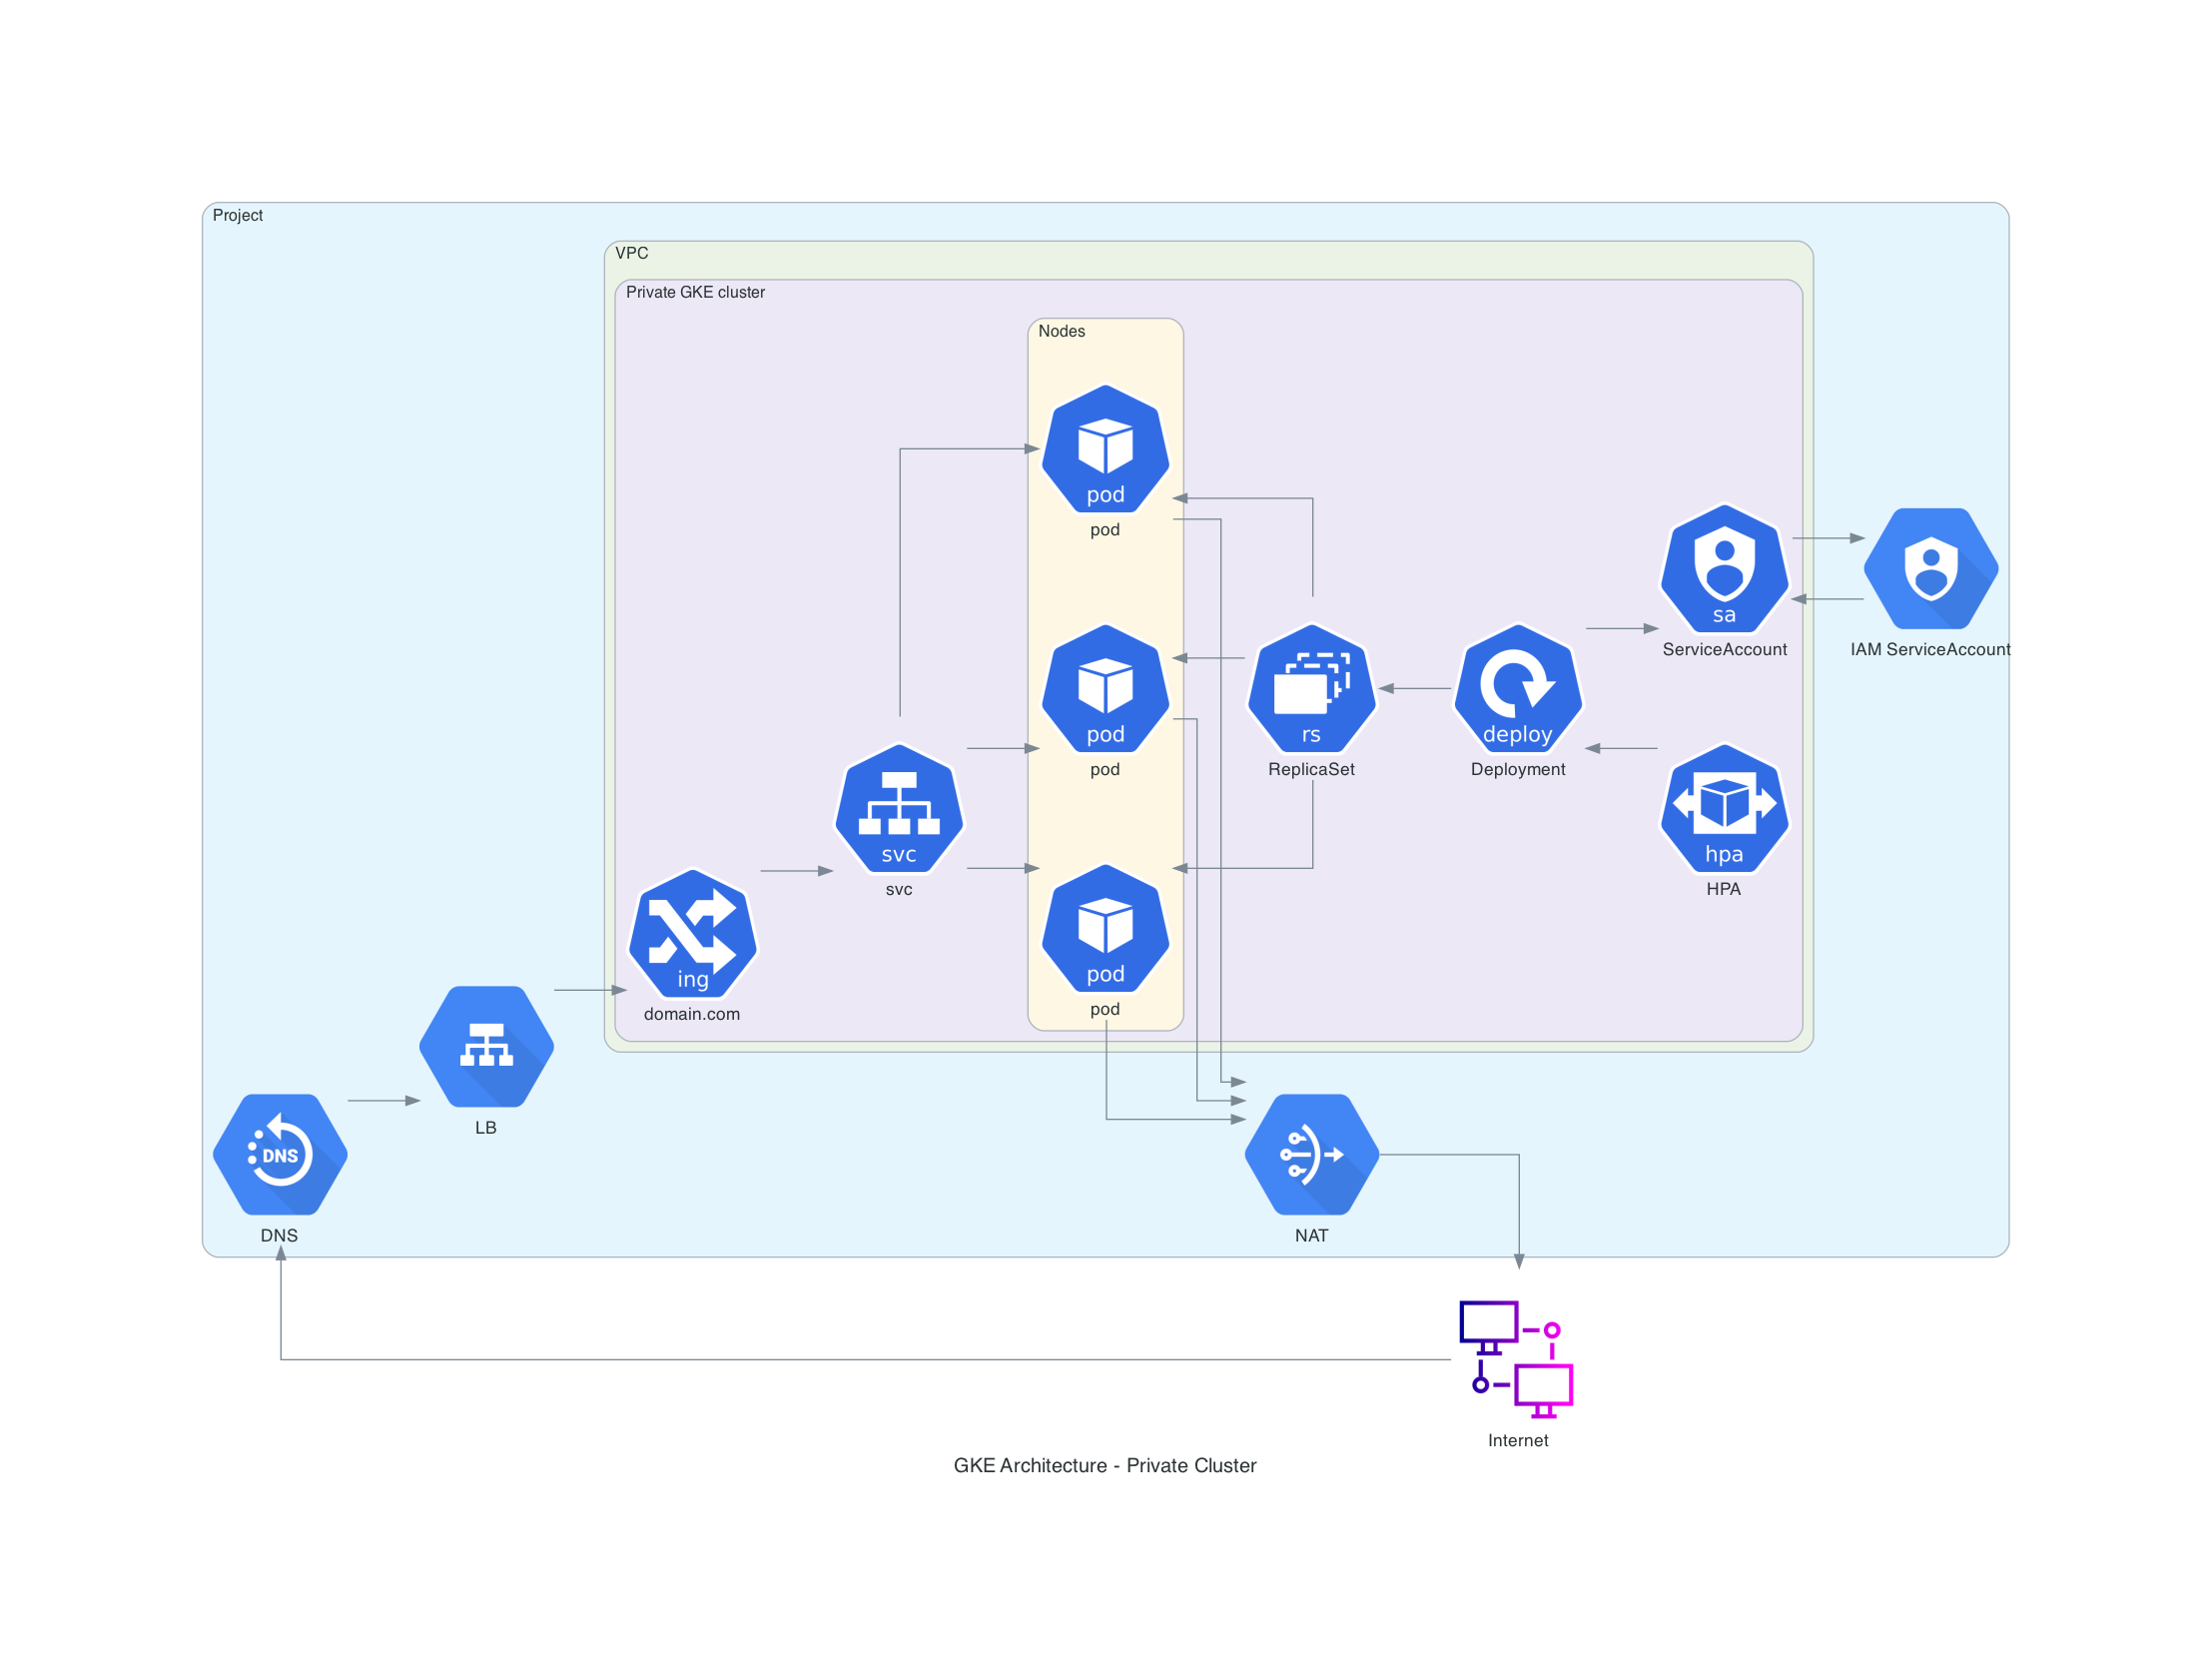 Project
VPC
Private GKE cluster
Nodes
pod
pod
sa
ServiceAccount
IAM ServiceAccount
pod
pod
rs
ReplicaSet
deploy
Deployment
svc
svc
hpa
HPA
ing
domain.com
pod
pod
LB
DNS
DNS
NAT
Internet
GKE Architecture - Private Cluster